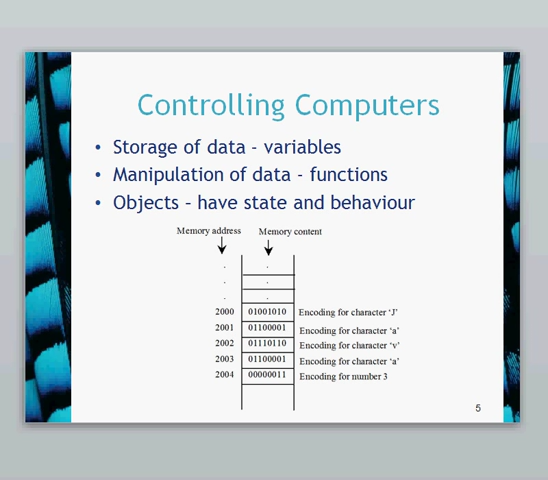 Controlling Computers
• Storage of data - variables
• Manipulation of data - functions
• Objects – have state and behaviour
Memory address Memory content
. .
. .
. .
2000 01001010 Encoding for character ‘J’
2001 01100001 Encoding for character ‘a’
2002 01110110 Encoding for character ‘v’
2003 01100001 Encoding for character ‘a’
2004 00000011 Encoding for number 3
5